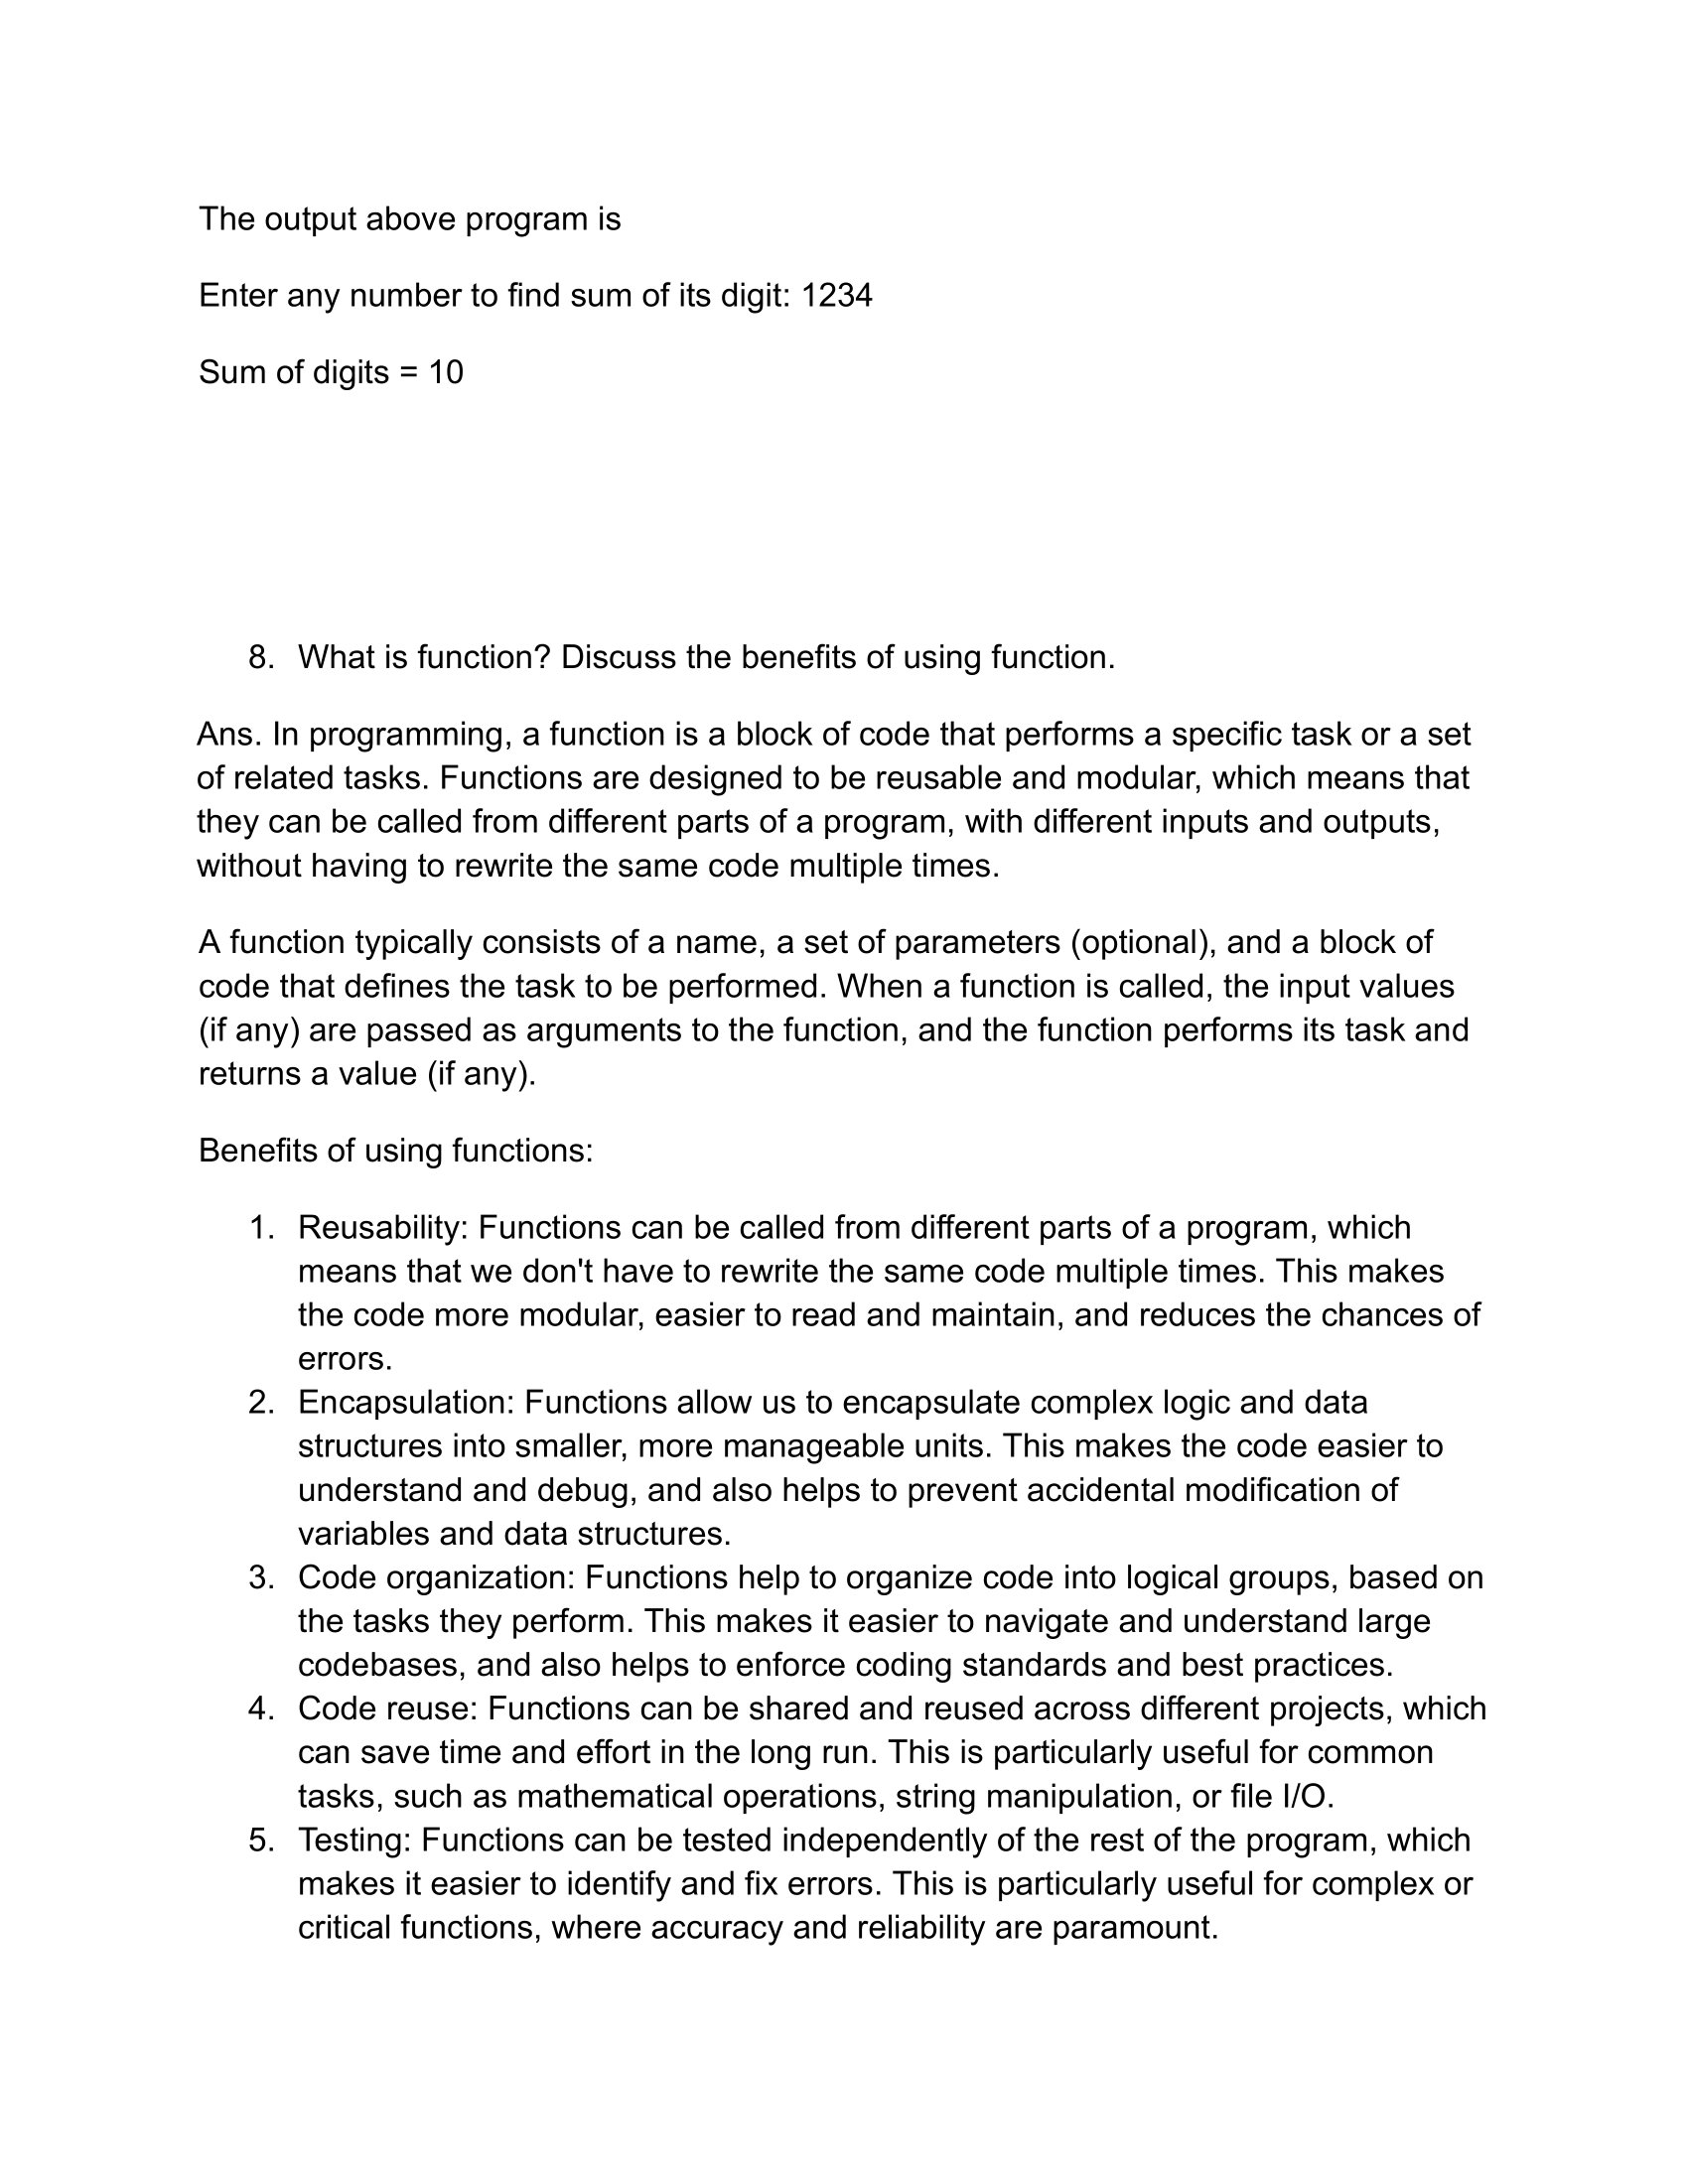 The output above program is
Enter any number to find sum of its digit: 1234
Sum of digits = 10
8. What is function? Discuss the benefits of using function.
Ans. In programming, a function is a block of code that performs a specific task or a set
of related tasks. Functions are designed to be reusable and modular, which means that
they can be called from different parts of a program, with different inputs and outputs,
without having to rewrite the same code multiple times.
A function typically consists of a name, a set of parameters (optional), and a block of
code that defines the task to be performed. When a function is called, the input values
(if any) are passed as arguments to the function, and the function performs its task and
returns a value (if any).
Benefits of using functions:
1. Reusability: Functions can be called from different parts of a program, which
means that we don't have to rewrite the same code multiple times. This makes
the code more modular, easier to read and maintain, and reduces the chances of
errors.
2. Encapsulation: Functions allow us to encapsulate complex logic and data
structures into smaller, more manageable units. This makes the code easier to
understand and debug, and also helps to prevent accidental modification of
variables and data structures.
3. Code organization: Functions help to organize code into logical groups, based on
the tasks they perform. This makes it easier to navigate and understand large
codebases, and also helps to enforce coding standards and best practices.
4. Code reuse: Functions can be shared and reused across different projects, which
can save time and effort in the long run. This is particularly useful for common
tasks, such as mathematical operations, string manipulation, or file I/O.
5. Testing: Functions can be tested independently of the rest of the program, which
makes it easier to identify and fix errors. This is particularly useful for complex or
critical functions, where accuracy and reliability are paramount.